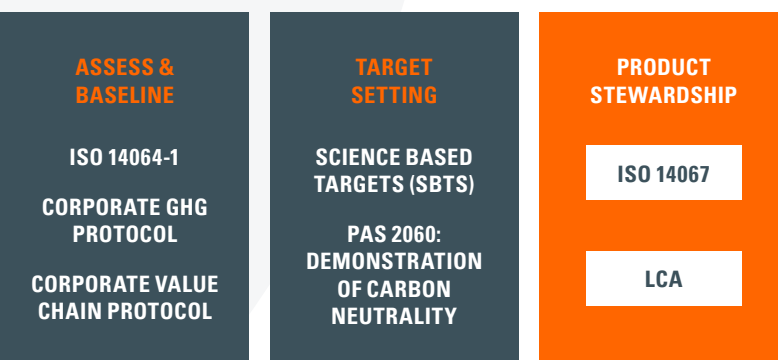 ASSESS &
BASELINE
ISO 14064-1
CORPORATE GHG
PROTOCOL
CORPORATE VALUE
CHAIN PROTOCOL
TARGET
SETTING
SCIENCE BASED
TARGETS (SBTS)
PAS 2060:
DEMONSTRATION
OF CARBON
NEUTRALITY
PRODUCT
STEWARDSHIP
ISO 14067
LCA